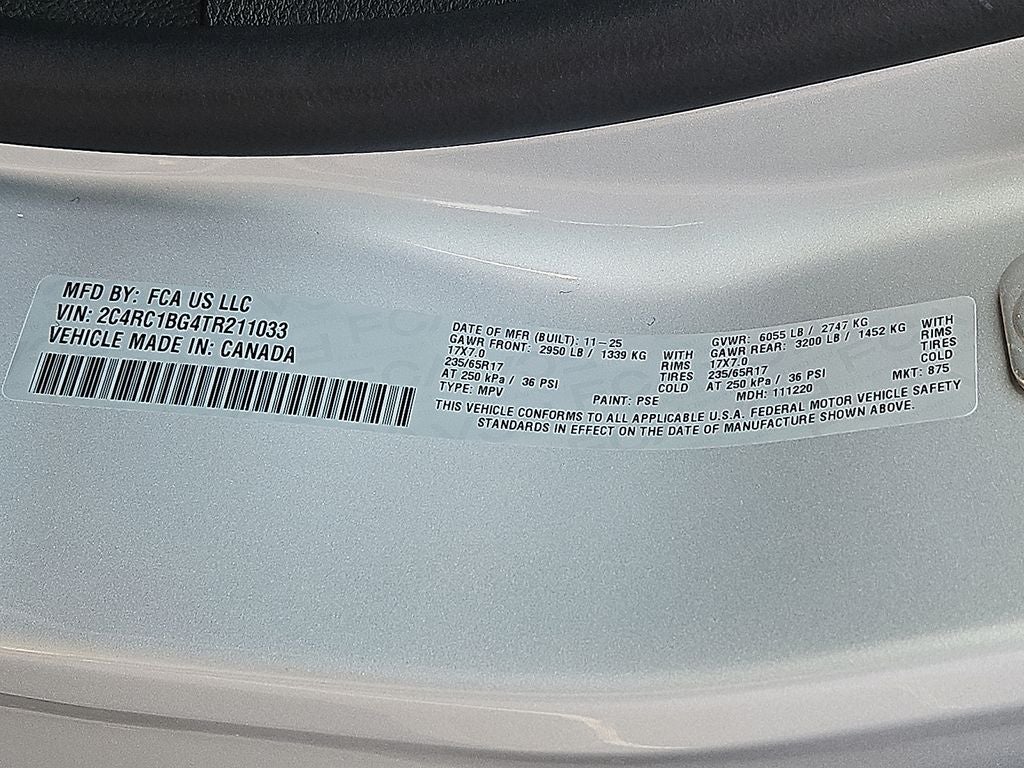 MFD BY: FCA US LLC
VIN: 2C4RC1BG4TR211033
VEHICLE MADE IN: CANADA
DATE OF MFR (BUILT): 11-25
GAWR FRONT: 2950 LB / 1339 KG WITH
17X7.0 RIMS
235/65R17 TIRES
AT 250 kPa / 36 PSI COLD
TYPE: MPV PAINT: PSE
GVWR: 6055 LB / 2747 KG
GAWR REAR: 3200 LB / 1452 KG WITH
17X7.0 RIMS
235/65R17 TIRES
AT 250 kPa / 36 PSI COLD
MDH: 111220 MKT: 875
THIS VEHICLE CONFORMS TO ALL APPLICABLE U.S.A. FEDERAL MOTOR VEHICLE SAFETY
STANDARDS IN EFFECT ON THE DATE OF MANUFACTURE SHOWN ABOVE.